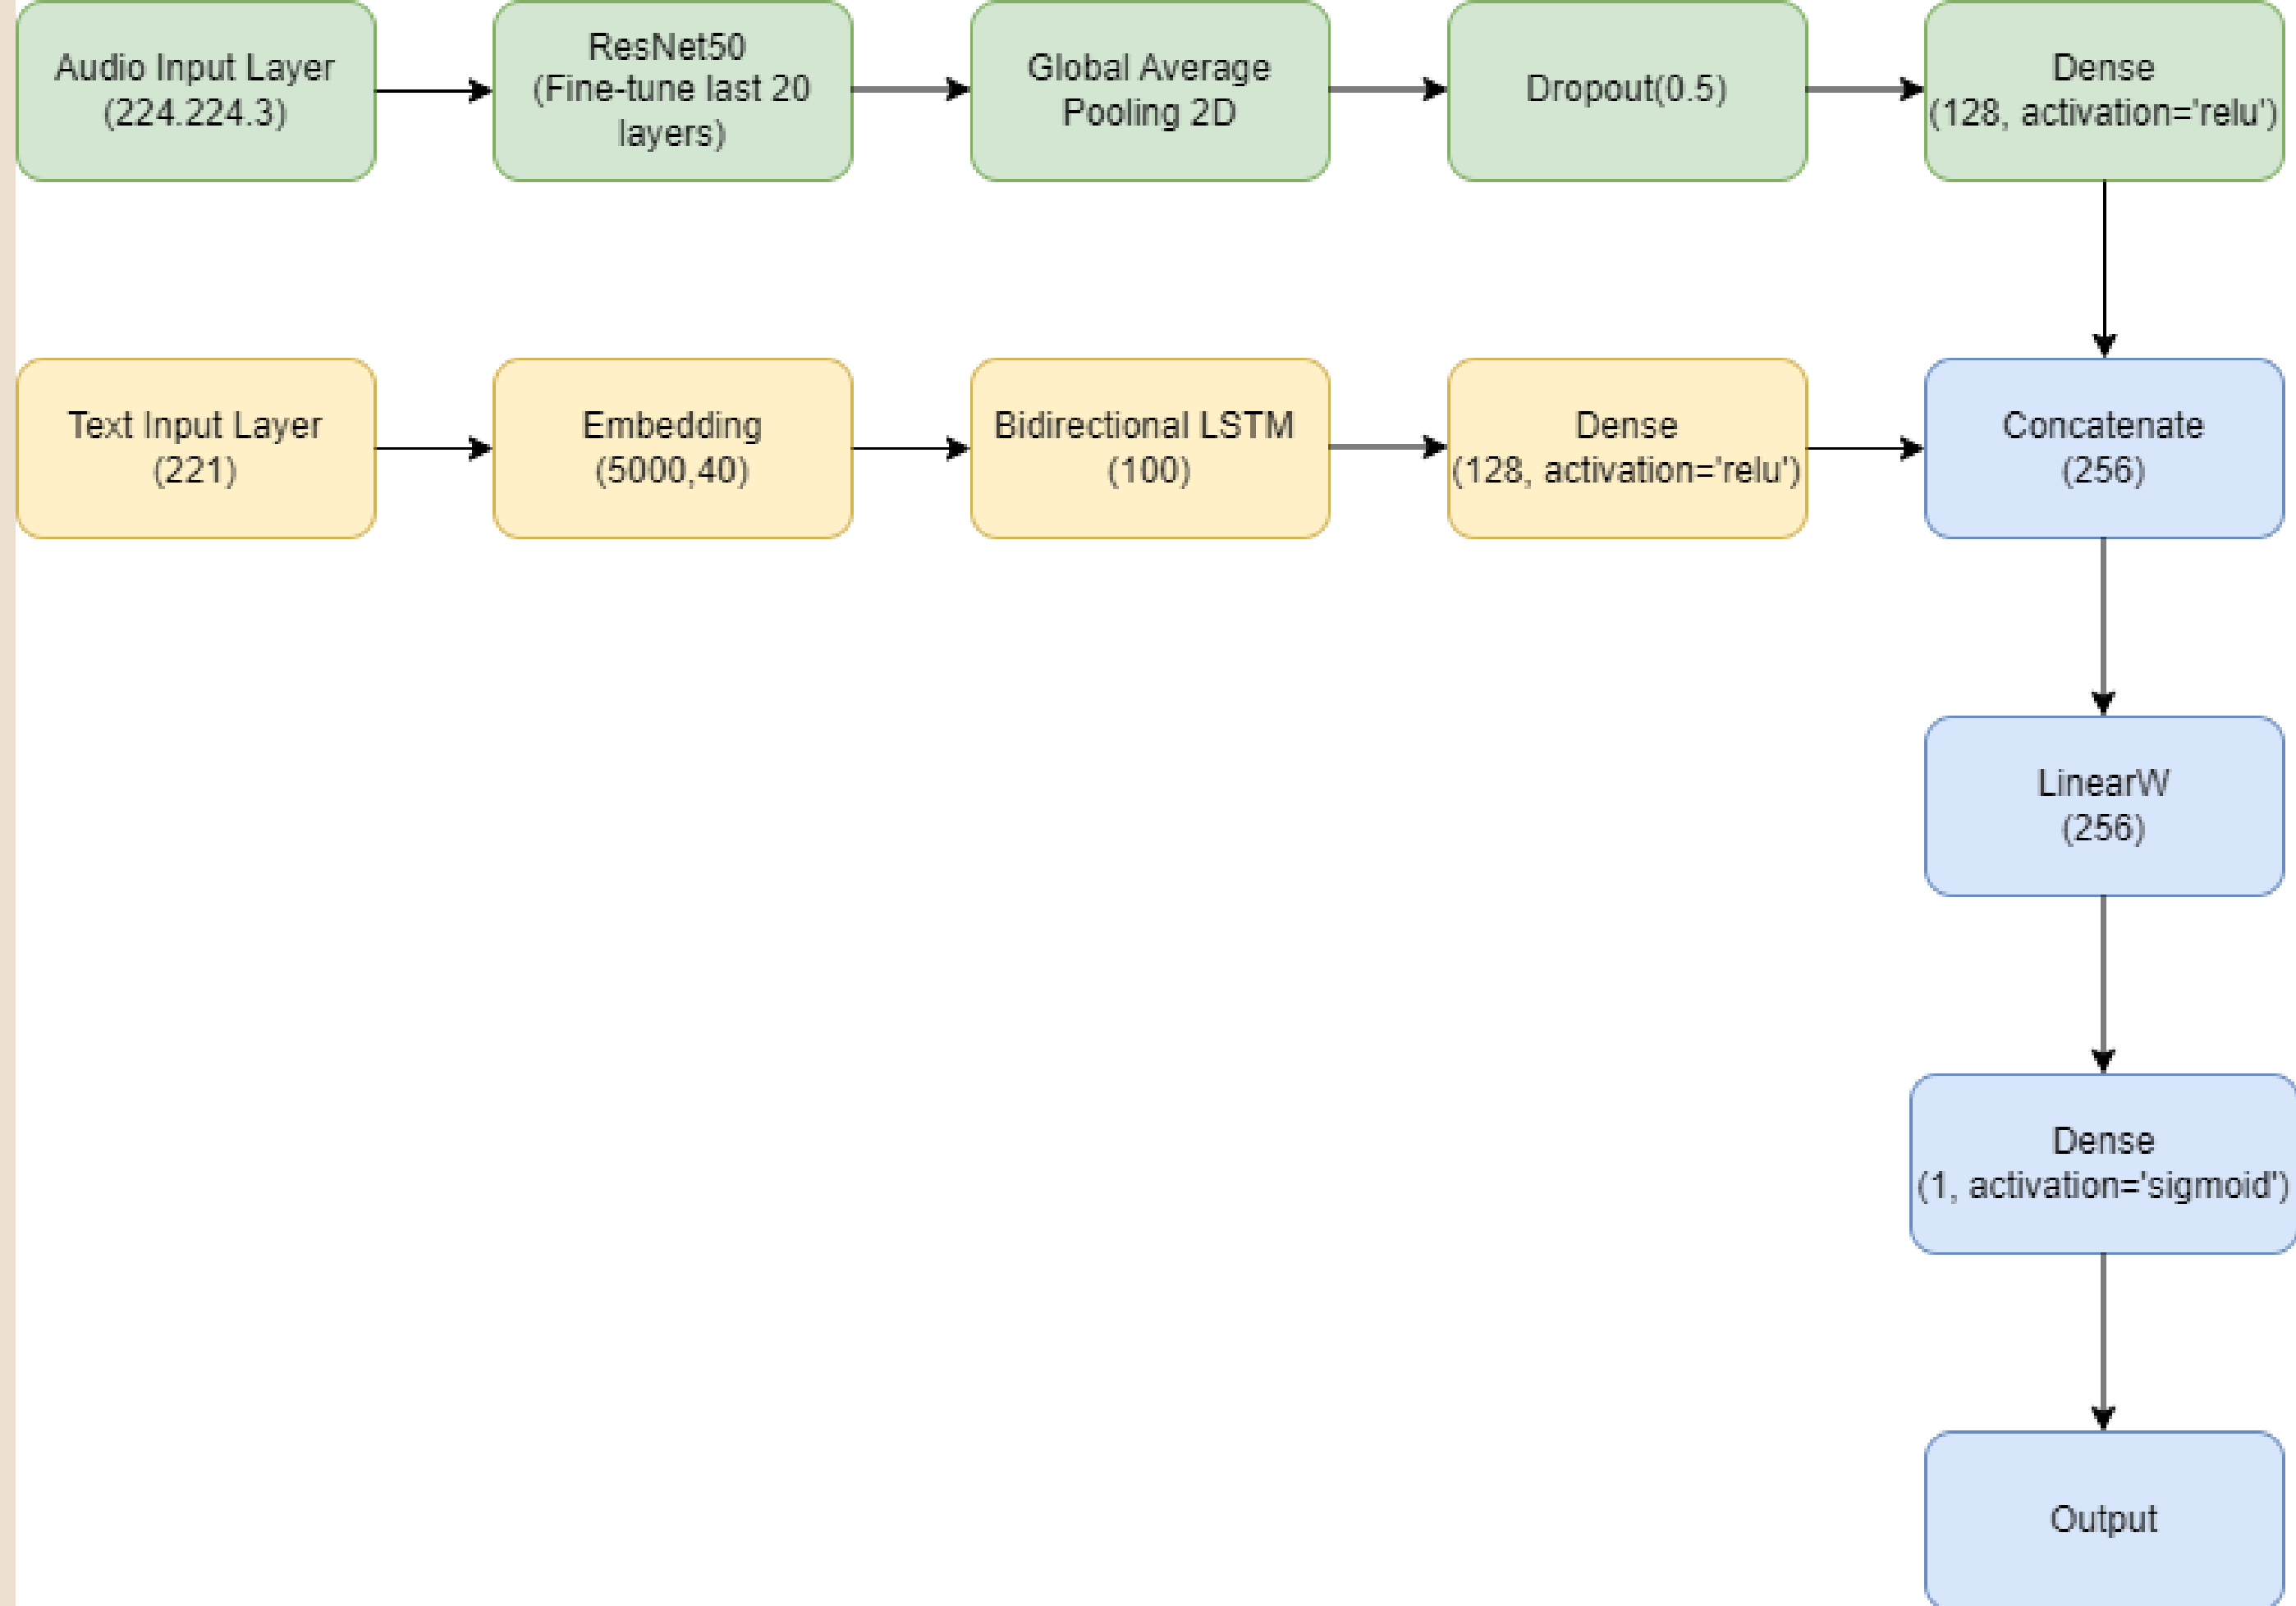 Audio Input Layer
(224.224.3)
ResNet50
(Fine-tune last 20
layers)
Global Average
Pooling 2D
Dropout(0.5)
Dense
(128, activation='relu')
Text Input Layer
(221)
Embedding
(5000,40)
Bidirectional LSTM
(100)
Dense
(128, activation='relu')
Concatenate
(256)
LinearW
(256)
Dense
(1, activation='sigmoid')
Output